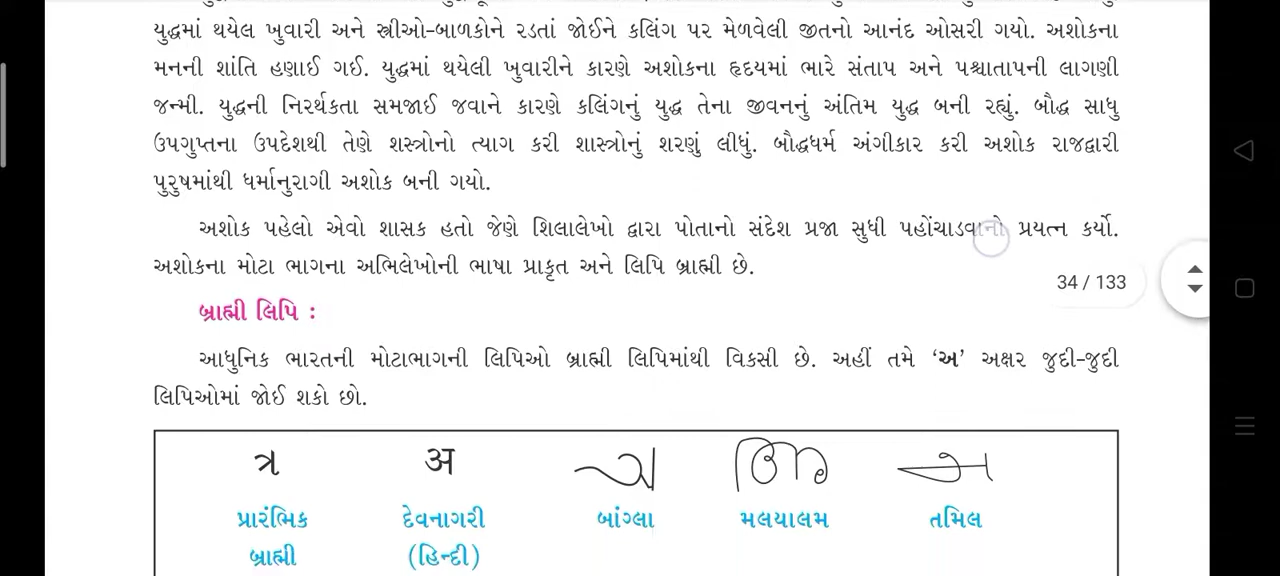 યુદ્ધમાં થયેલ ખુવારી અને સ્ત્રીઓ-બાળકોને રડતાં જોઈને કલિંગ પર મેળવેલી જીતનો આનંદ ઓસરી ગયો. અશોકના
મનની શાંતિ હણાઈ ગઈ. યુદ્ધમાં થયેલી ખુવારીને કારણે અશોકના હૃદયમાં ભારે સંતાપ અને પશ્ચાતાપની લાગણી
જન્મી. યુદ્ધની નિરર્થકતા સમજાઈ જવાને કારણે કલિંગનું યુદ્ધ તેના જીવનનું અંતિમ યુદ્ધ બની રહ્યું. બૌદ્ધ સાધુ
ઉપગુપ્તના ઉપદેશથી તેણે શસ્ત્રોનો ત્યાગ કરી શાસ્ત્રોનું શરણું લીધું. બૌદ્ધધર્મ અંગીકાર કરી અશોક રાજદ્વારી
પુરુષમાંથી ધર્માનુરાગી અશોક બની ગયો.
અશોક પહેલો એવો શાસક હતો જેણે શિલાલેખો દ્વારા પોતાનો સંદેશ પ્રજા સુધી પહોંચાડવાનો પ્રયત્ન કર્યો.
અશોકના મોટા ભાગના અભિલેખોની ભાષા પ્રાકૃત અને લિપિ બ્રાહ્મી છે.
34 / 133
બ્રાહ્મી લિપિ :
આધુનિક ભારતની મોટાભાગની લિપિઓ બ્રાહ્મી લિપિમાંથી વિકસી છે. અહીં તમે ‘અ’ અક્ષર જુદી-જુદી
લિપિઓમાં જોઈ શકો છો.
अ
પ્રારંભિક દેવનાગરી બાંગ્લા મલયાલમ તમિલ
બ્રાહ્મી (હિન્દી)